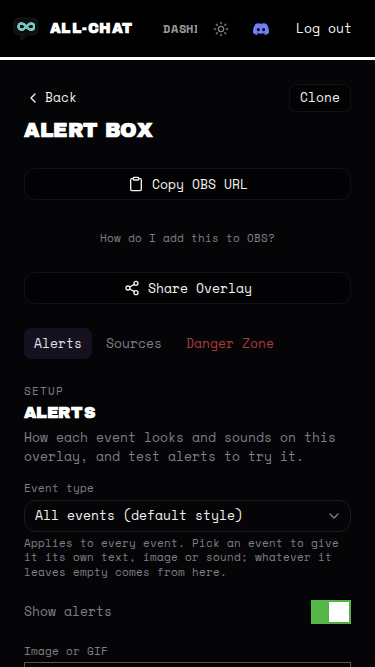 ALL-CHAT
Log out
Back
Clone
ALERT BOX
Copy OBS URL
How do I add this to OBS?
Share Overlay
Alerts
Sources
Danger Zone
SETUP
ALERTS
How each event looks and sounds on this
overlay, and test alerts to try it.
Event type
All events (default style)
Applies to every event. Pick an event to give
it its own text, image or sound; whatever it
leaves empty comes from here.
Show alerts
Image or GIF